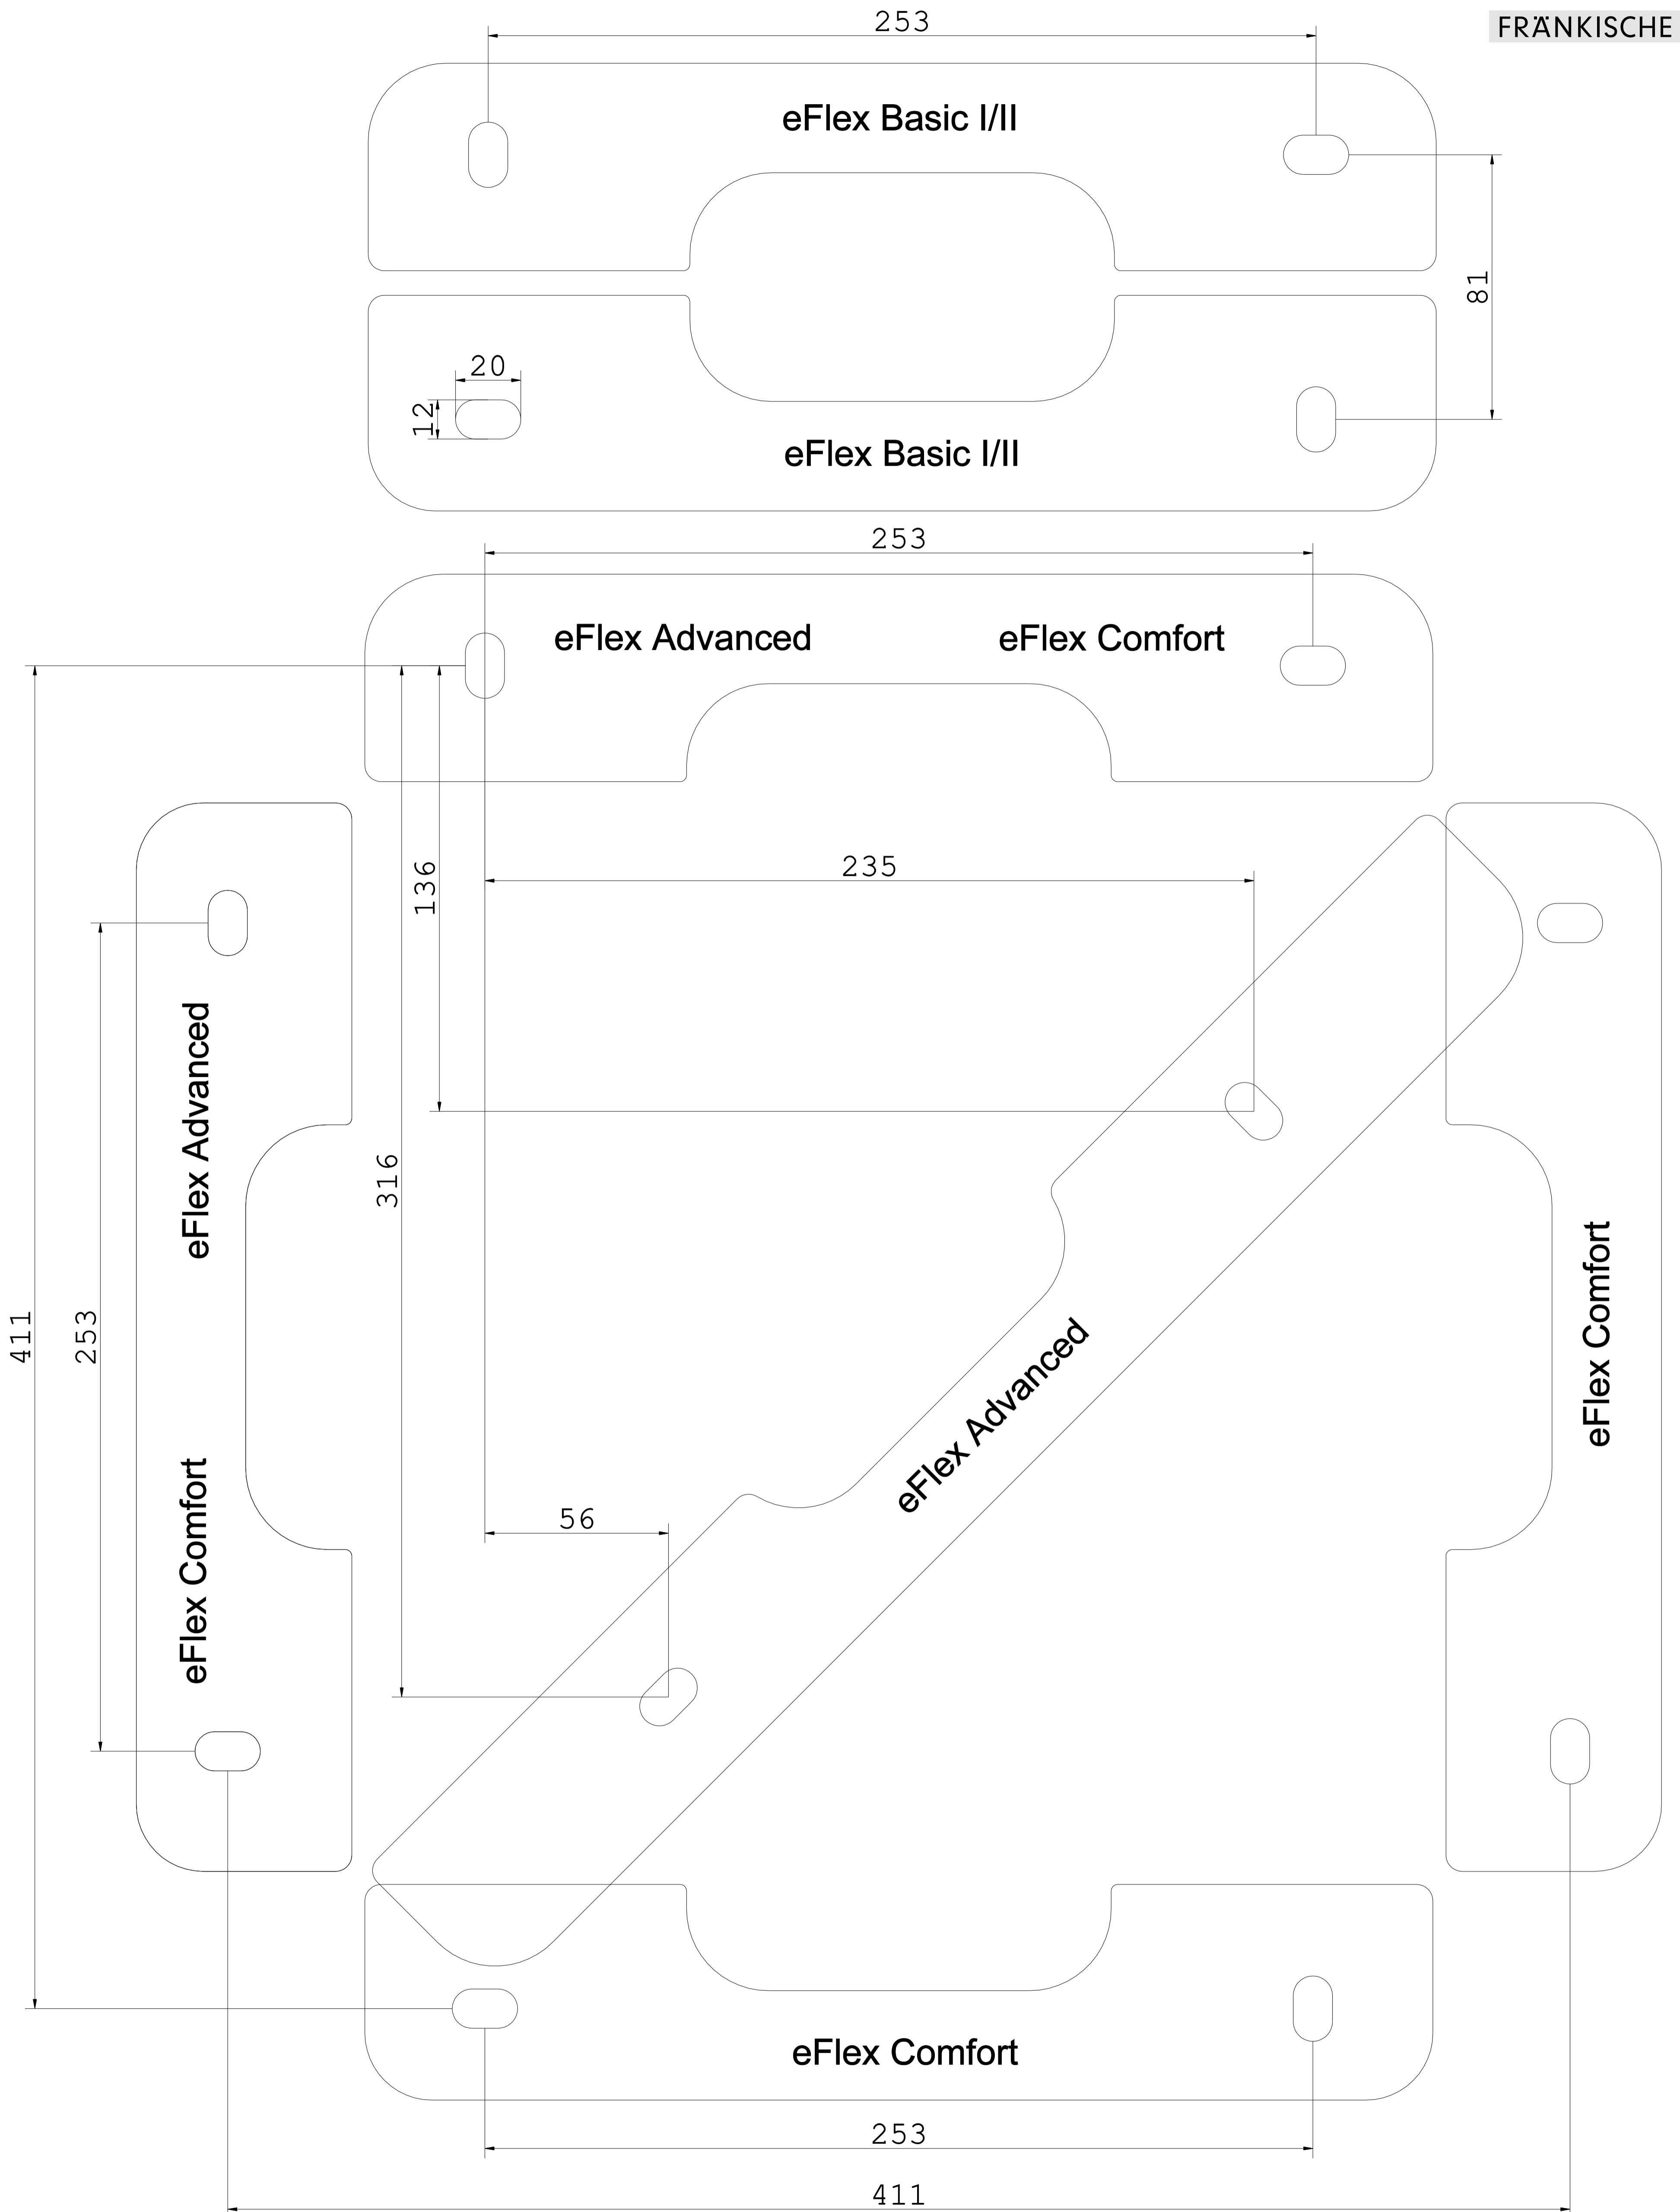 253
FRÄNKISCHE
eFlex Basic I/II
81
20
12
eFlex Basic I/II
253
eFlex Advanced
eFlex Comfort
136
235
eFlex Advanced
316
411
253
eFlex Comfort
eFlex Advanced
eFlex Comfort
56
eFlex Comfort
253
411